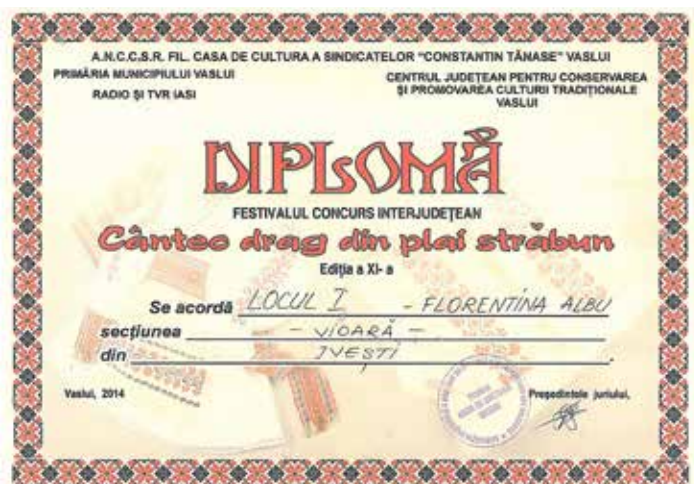 A.N.C.C.S.R. FIL. CASA DE CULTURA A SINDICATELOR "CONSTANTIN TĂNASE" VASLUI
PRIMĂRIA MUNICIPIULUI VASLUI
RADIO ȘI TVR IASI
CENTRUL JUDEȚEAN PENTRU CONSERVAREA
ȘI PROMOVAREA CULTURII TRADIȚIONALE
VASLUI
DIPLOMĂ
FESTIVALUL CONCURS INTERJUDEȚEAN
Cântec drag din plai străbun
Ediția a XI- a
Se acordă LOCUL I - FLORENTINA ALBU
secțiunea - VIOARĂ -
din IVEȘTI
Vaslui, 2014
Președintele juriului,